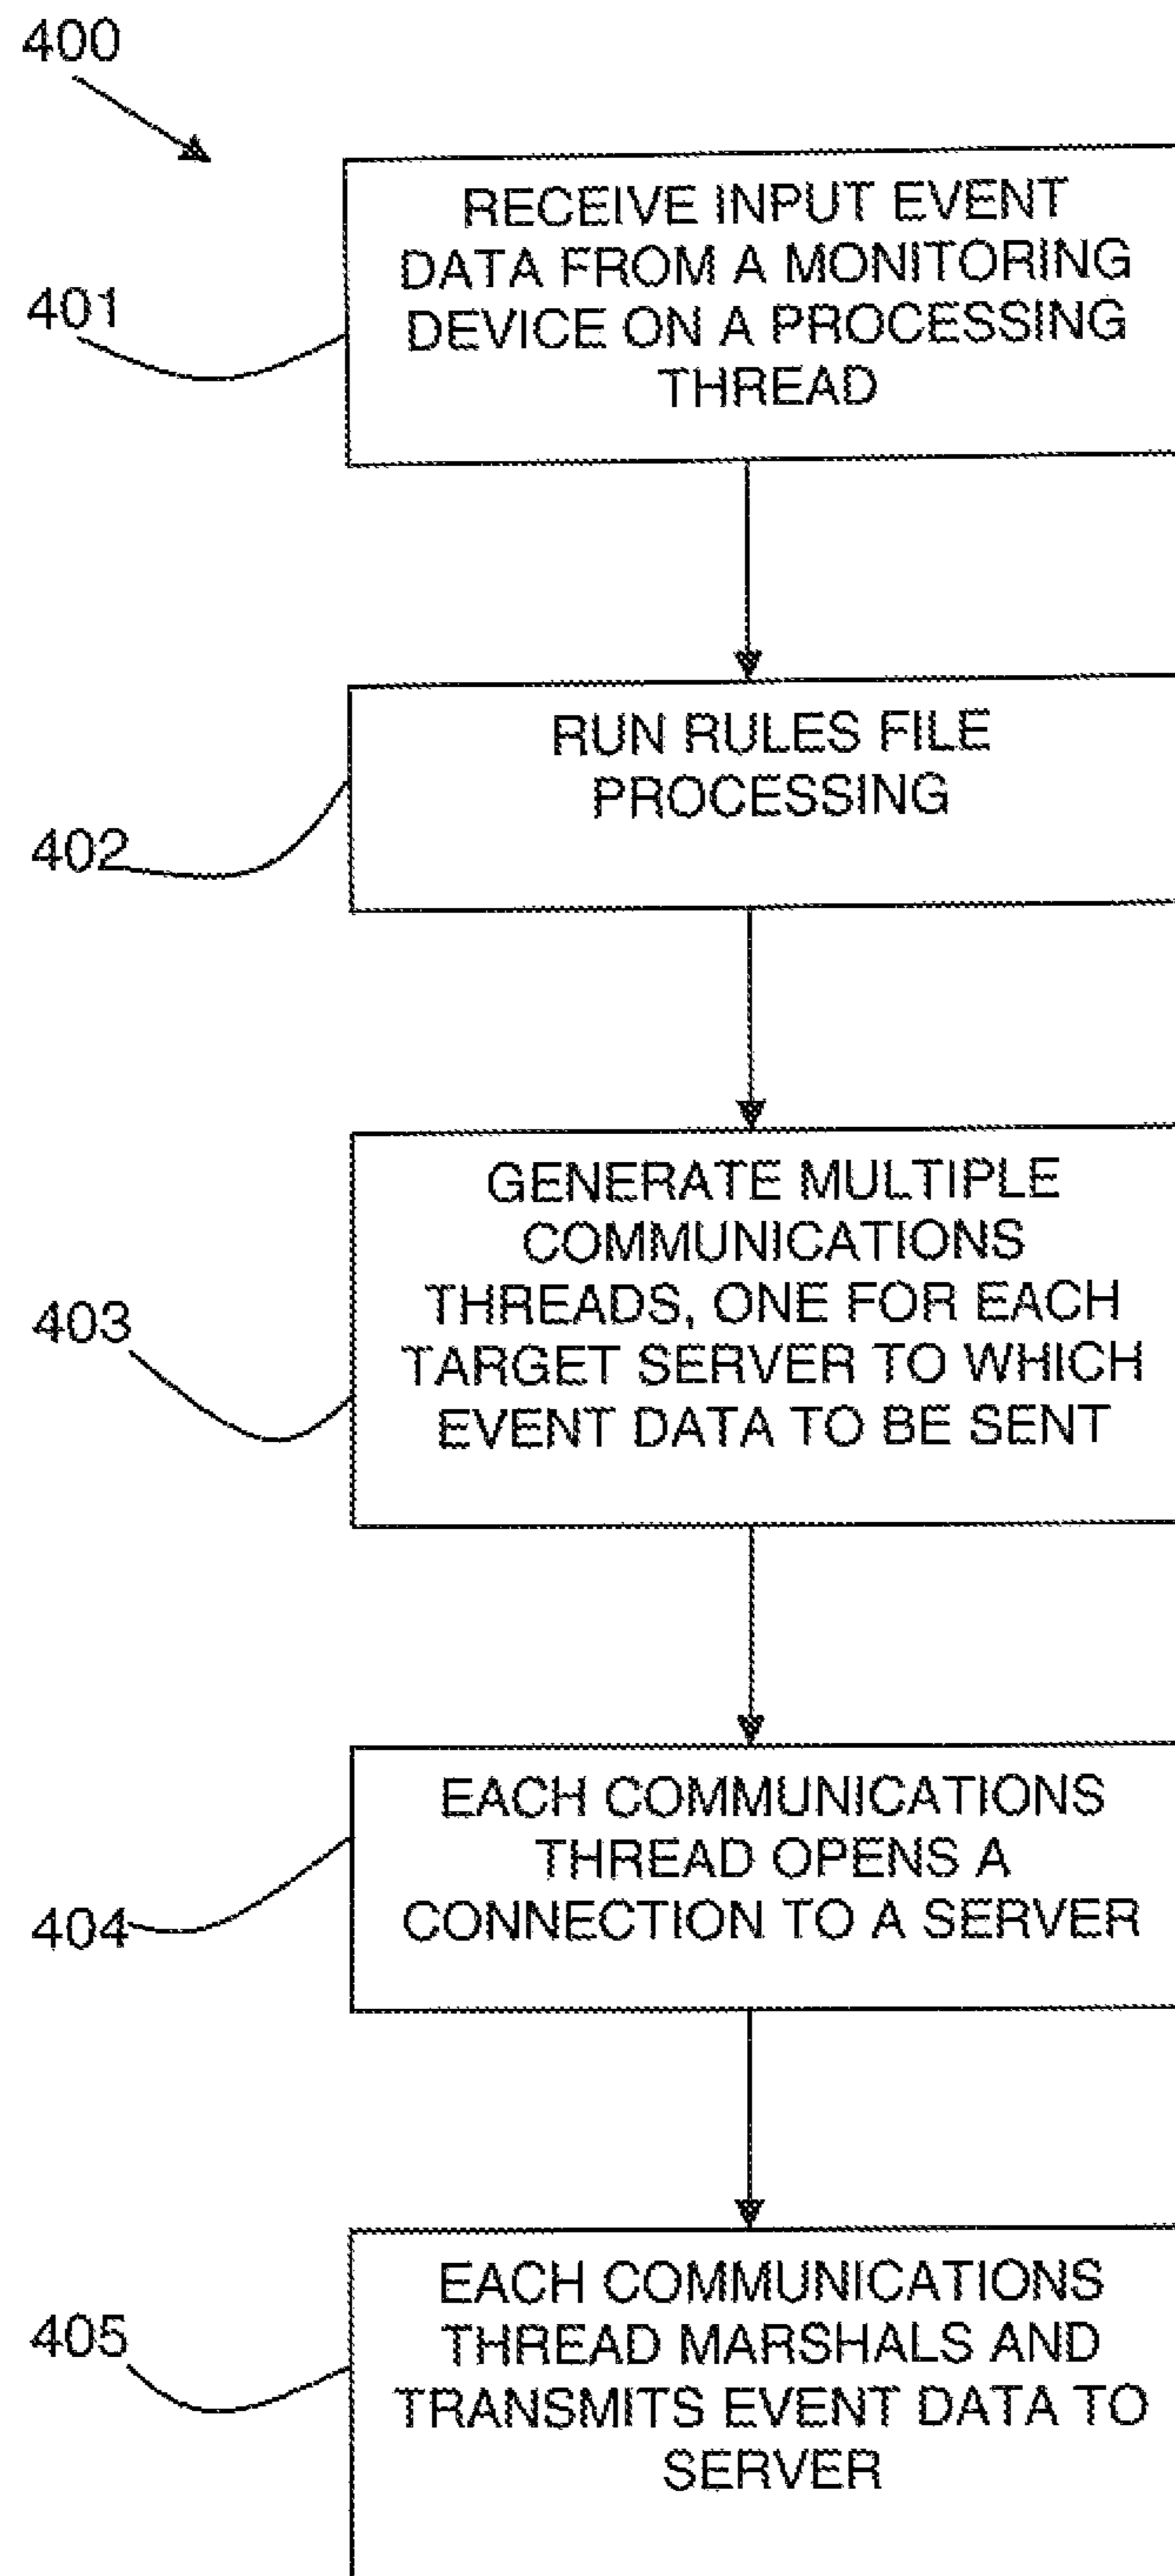 400
RECEIVE INPUT EVENT
DATA FROM A MONITORING
DEVICE ON A PROCESSING
THREAD
401
RUN RULES FILE
PROCESSING
402
GENERATE MULTIPLE
COMMUNICATIONS
THREADS, ONE FOR EACH
TARGET SERVER TO WHICH
EVENT DATA TO BE SENT
403
EACH COMMUNICATIONS
THREAD OPENS A
CONNECTION TO A SERVER
404
EACH COMMUNICATIONS
THREAD MARSHALS AND
TRANSMITS EVENT DATA TO
SERVER
405